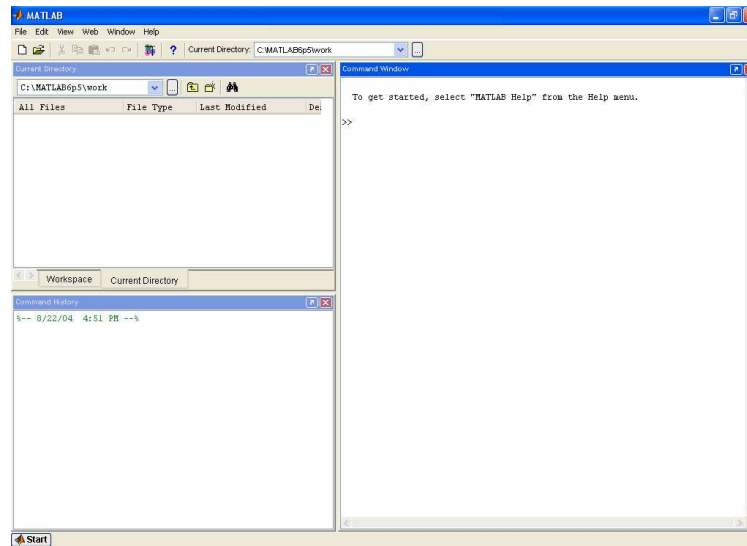 MATLAB
File Edit View Web Window Help
? Current Directory: C:\MATLAB6p5\work ...
Current Directory
C:\MATLAB6p5\work ...
All Files File Type Last Modified De
Workspace Current Directory
Command History
%-- 8/22/04 4:51 PM --%
Command Window
To get started, select "MATLAB Help" from the Help menu.
>>
Start